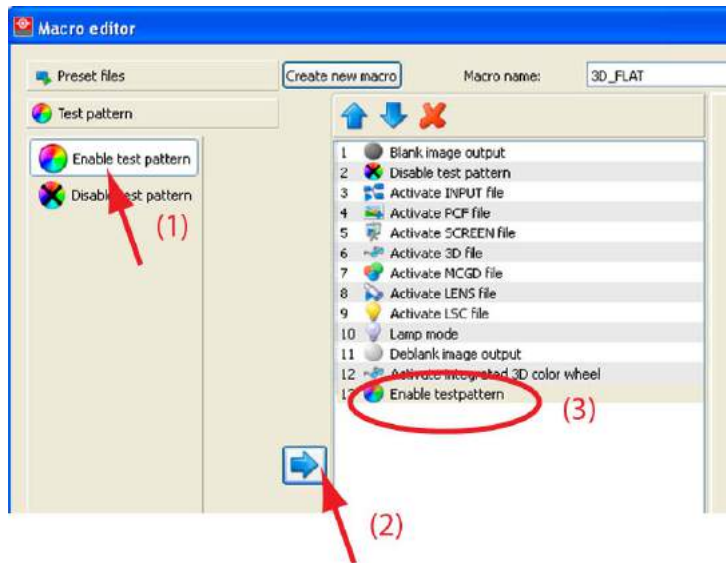 Macro editor
Preset files
Create new macro
Macro name:
3D_FLAT
Test pattern
Enable test pattern
Disable test pattern
(1)
1 Blank image output
2 Disable test pattern
3 Activate INPUT file
4 Activate PCF file
5 Activate SCREEN file
6 Activate 3D file
7 Activate MCGD file
8 Activate LENS file
9 Activate LSC file
10 Lamp mode
11 Deblank image output
12 Activate integrated 3D color wheel
13 Enable testpattern
(3)
(2)